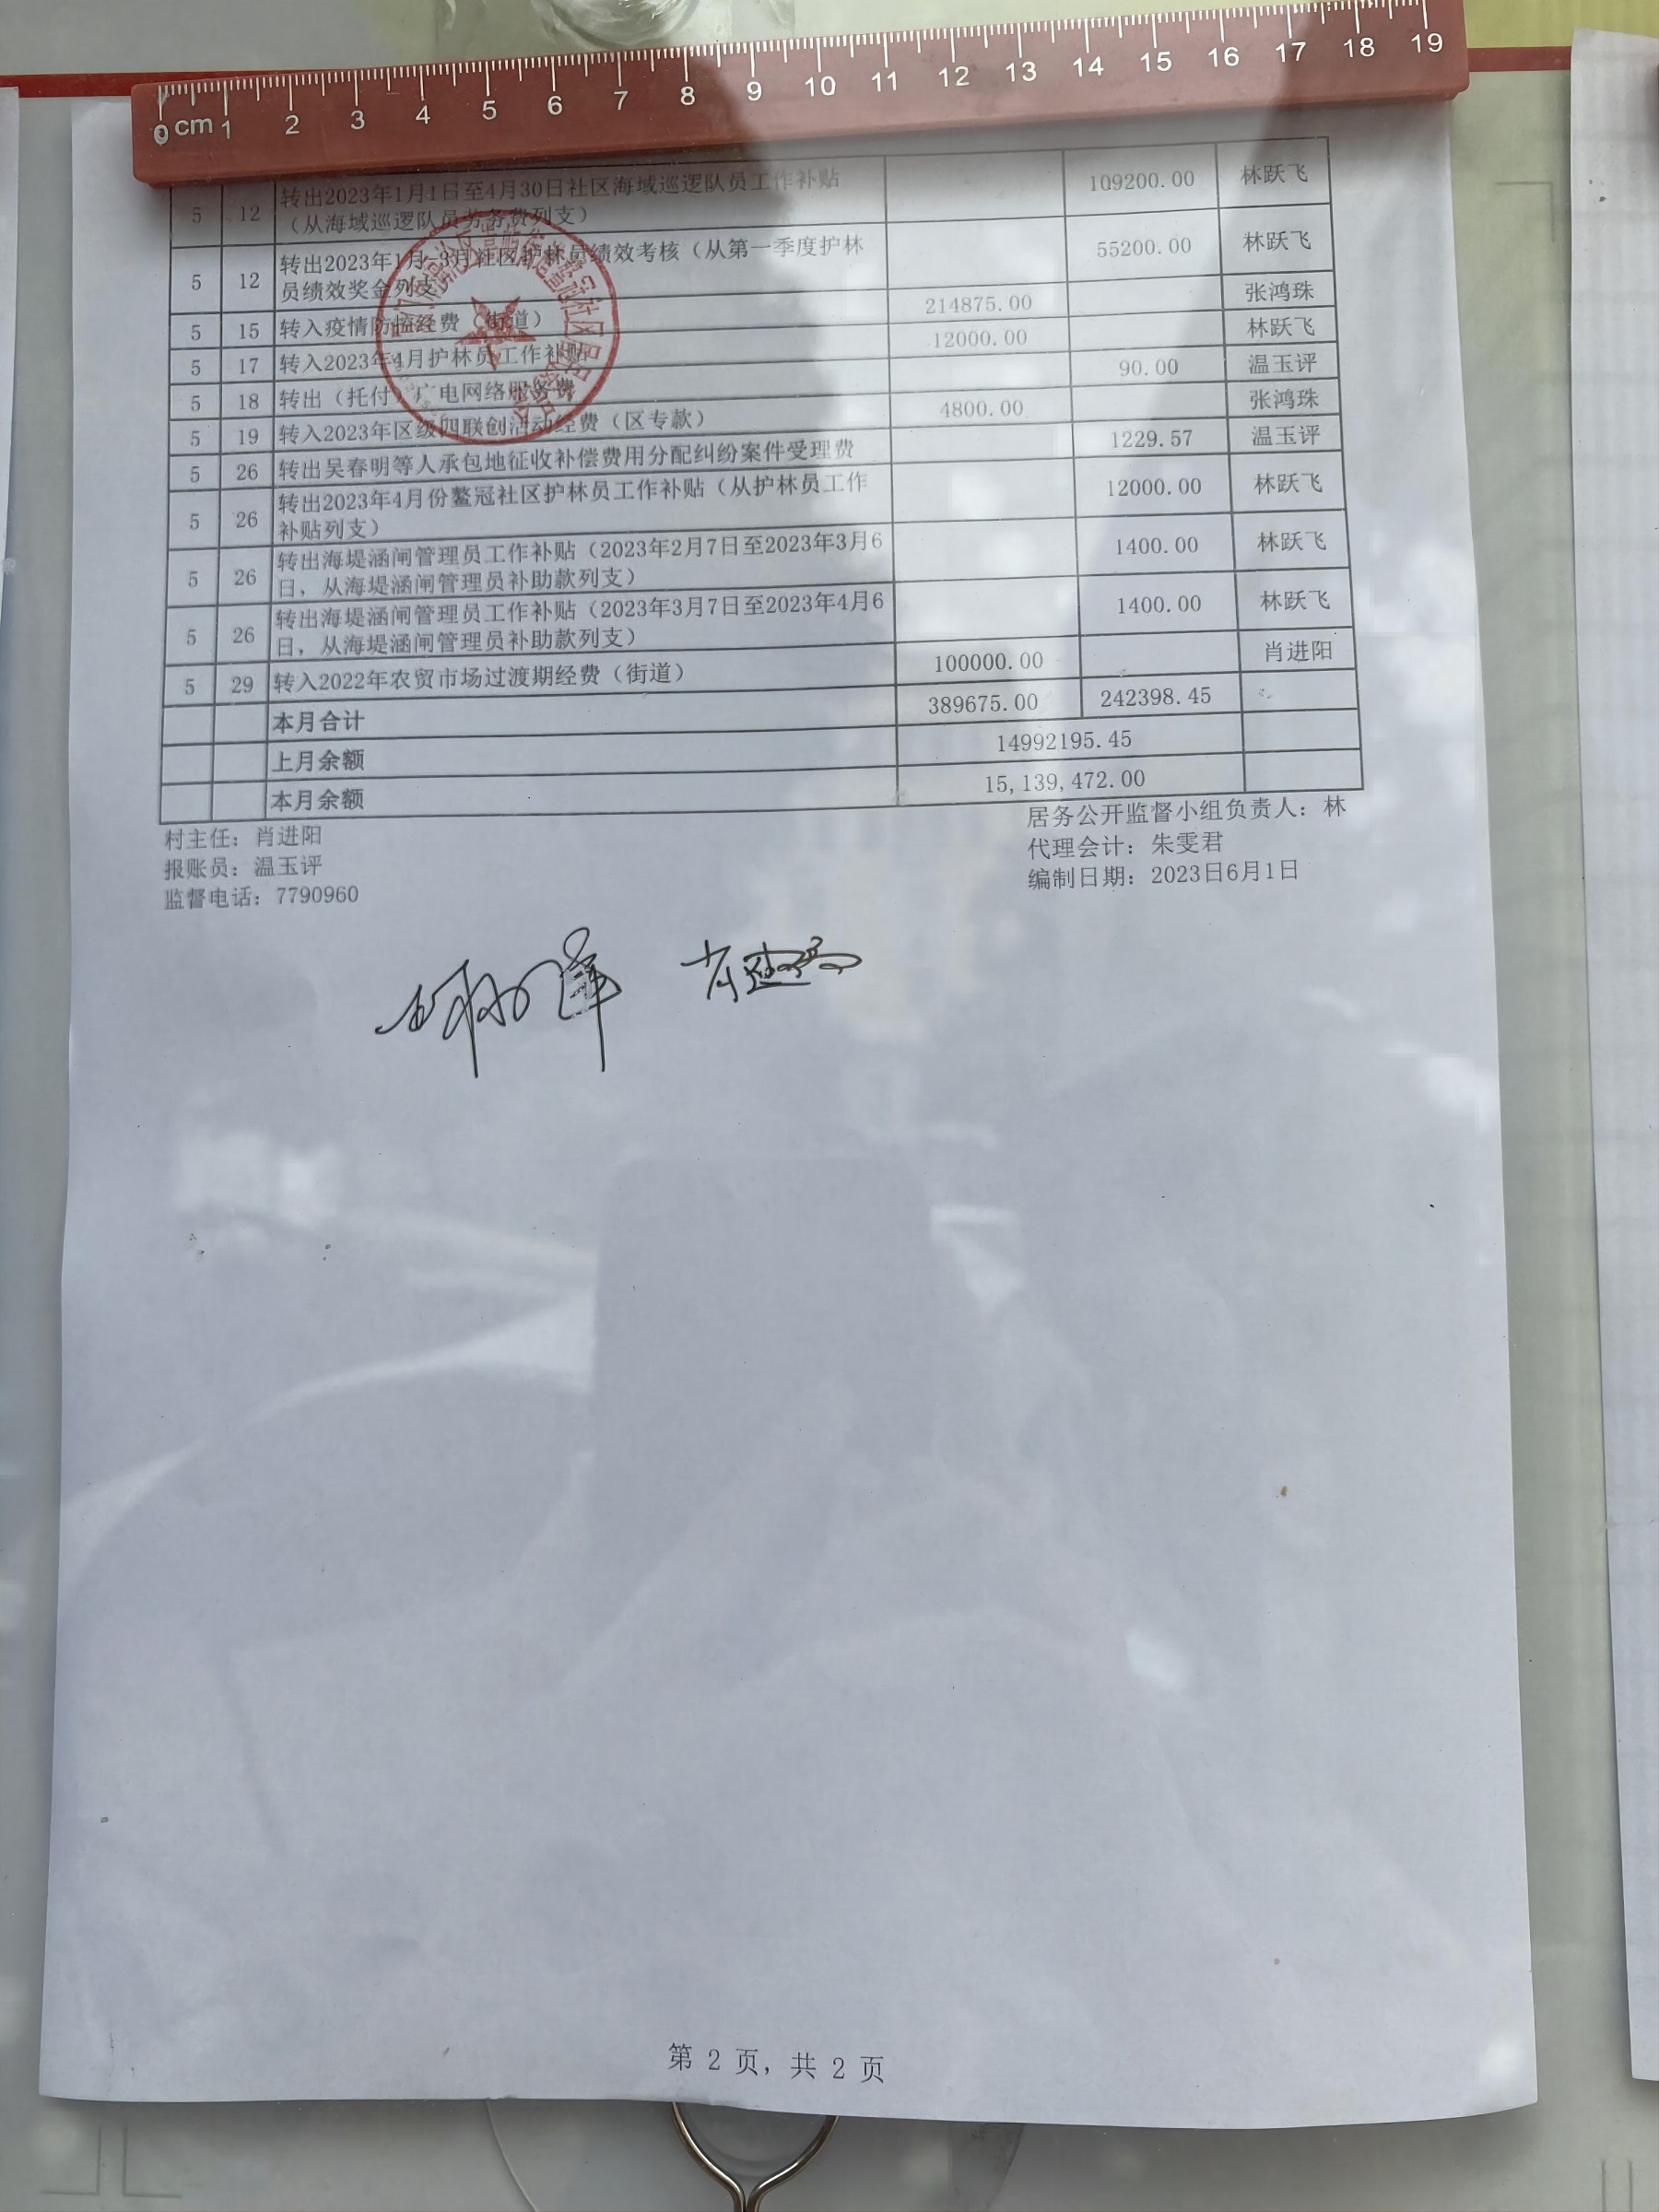 0 cm 1 2 3 4 5 6 7 8 9 10 11 12 13 14 15 16 17 18 19
5 12 转出2023年1月1日至4月30日社区海域巡逻队员工作补贴 109200.00 林跃飞
（从海域巡逻队员劳务费列支）
5 12 转出2023年1月-3月社区护林员绩效考核（从第一季度护林 55200.00 林跃飞
员绩效奖金列支
5 15 转入疫情防控经费（街道） 214875.00 张鸿珠
5 17 转入2023年4月护林员工作补贴 12000.00 林跃飞
5 18 转出（托付）广电网络服务费 90.00 温玉评
5 19 转入2023年区级四联创活动经费（区专款） 4800.00 张鸿珠
5 26 转出吴春明等人承包地征收补偿费用分配纠纷案件受理费 1229.57 温玉评
5 26 转出2023年4月份鳌冠社区护林员工作补贴（从护林员工作 12000.00 林跃飞
补贴列支）
5 26 转出海堤涵闸管理员工作补贴（2023年2月7日至2023年3月6 1400.00 林跃飞
日，从海堤涵闸管理员补助款列支）
5 26 转出海堤涵闸管理员工作补贴（2023年3月7日至2023年4月6 1400.00 林跃飞
日，从海堤涵闸管理员补助款列支）
5 29 转入2022年农贸市场过渡期经费（街道） 100000.00 肖进阳
本月合计 389675.00 242398.45
上月余额 14992195.45
本月余额 15,139,472.00
村主任：肖进阳 居务公开监督小组负责人：林
报账员：温玉评 代理会计：朱雯君
监督电话：7790960 编制日期：2023日6月1日
第 2 页，共 2 页